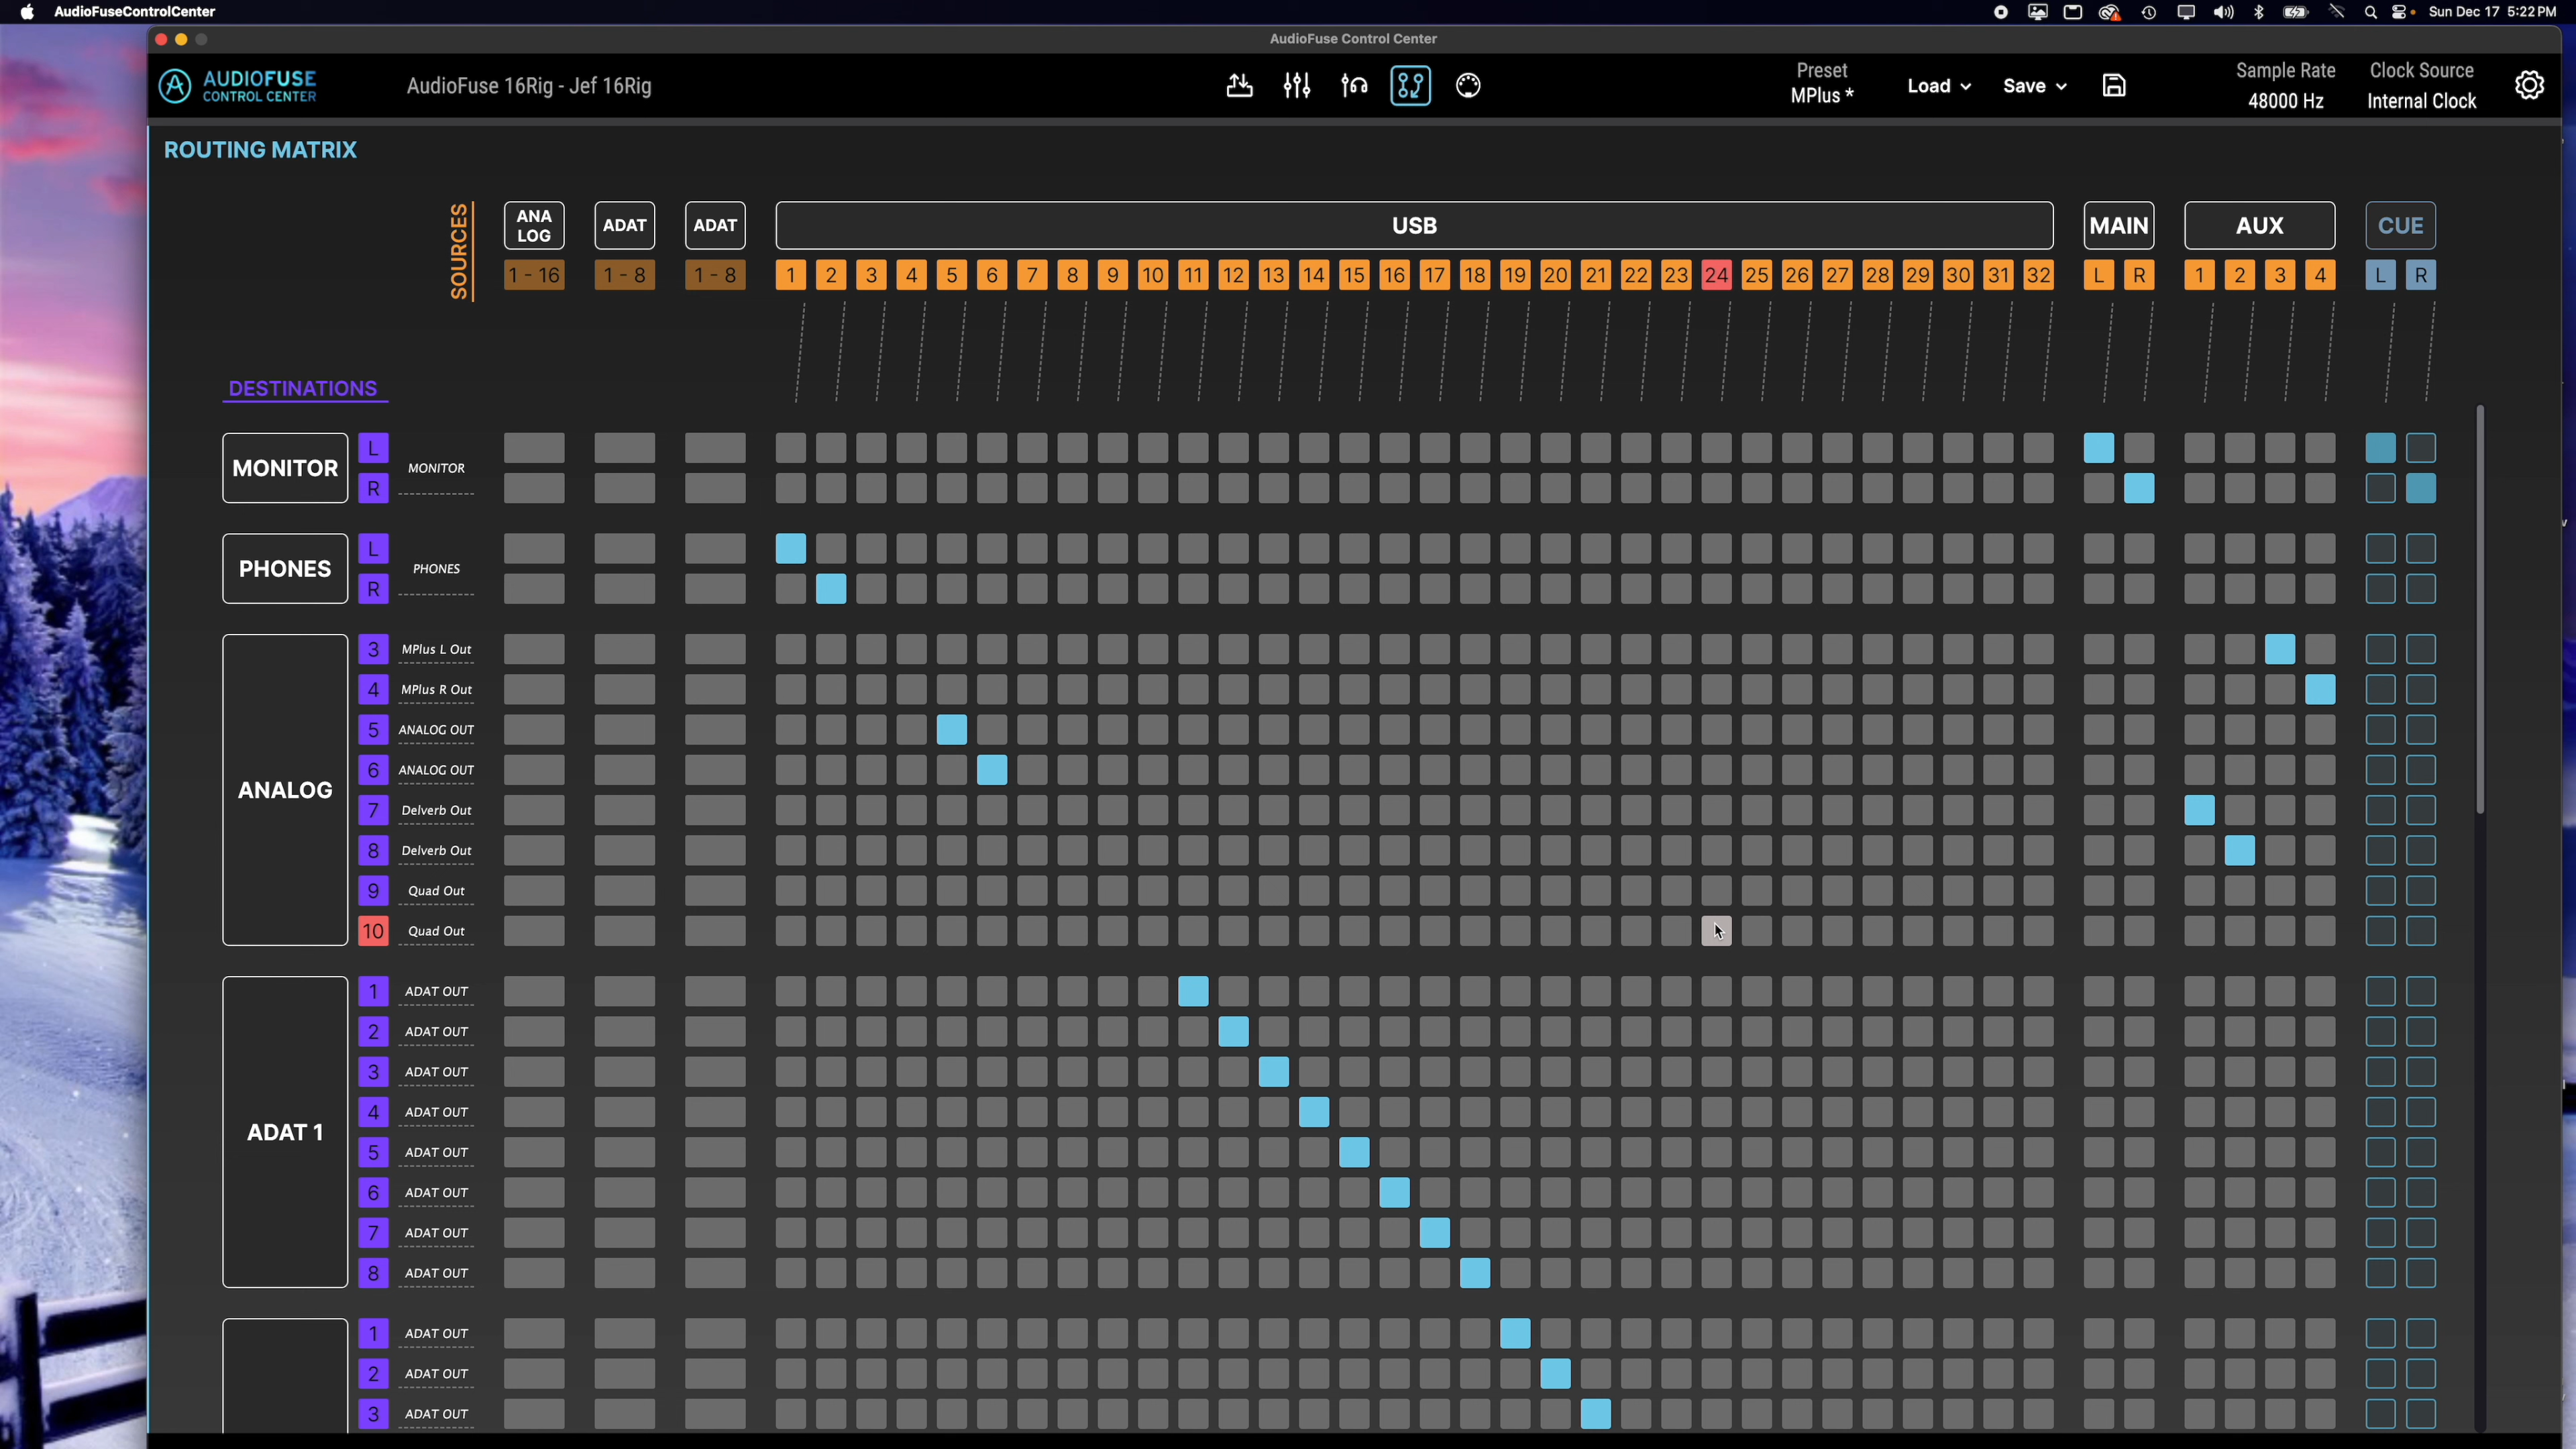 AudioFuseControlCenter
Sun Dec 17 5:22 PM
AudioFuse Control Center
AUDIOFUSE
CONTROL CENTER
AudioFuse 16Rig - Jef 16Rig
Preset
MPlus *
Load
Save
Sample Rate
48000 Hz
Clock Source
Internal Clock
ROUTING MATRIX
SOURCES
ANA
LOG
ADAT
ADAT
USB
MAIN
AUX
CUE
1 - 16
1 - 8
1 - 8
1 2 3 4 5 6 7 8 9 10 11 12 13 14 15 16 17 18 19 20 21 22 23 24 25 26 27 28 29 30 31 32
L R
1 2 3 4
L R
DESTINATIONS
MONITOR
L
R
MONITOR
PHONES
L
R
PHONES
ANALOG
3 MPlus L Out
4 MPlus R Out
5 ANALOG OUT
6 ANALOG OUT
7 Delverb Out
8 Delverb Out
9 Quad Out
10 Quad Out
ADAT 1
1 ADAT OUT
2 ADAT OUT
3 ADAT OUT
4 ADAT OUT
5 ADAT OUT
6 ADAT OUT
7 ADAT OUT
8 ADAT OUT
1 ADAT OUT
2 ADAT OUT
3 ADAT OUT